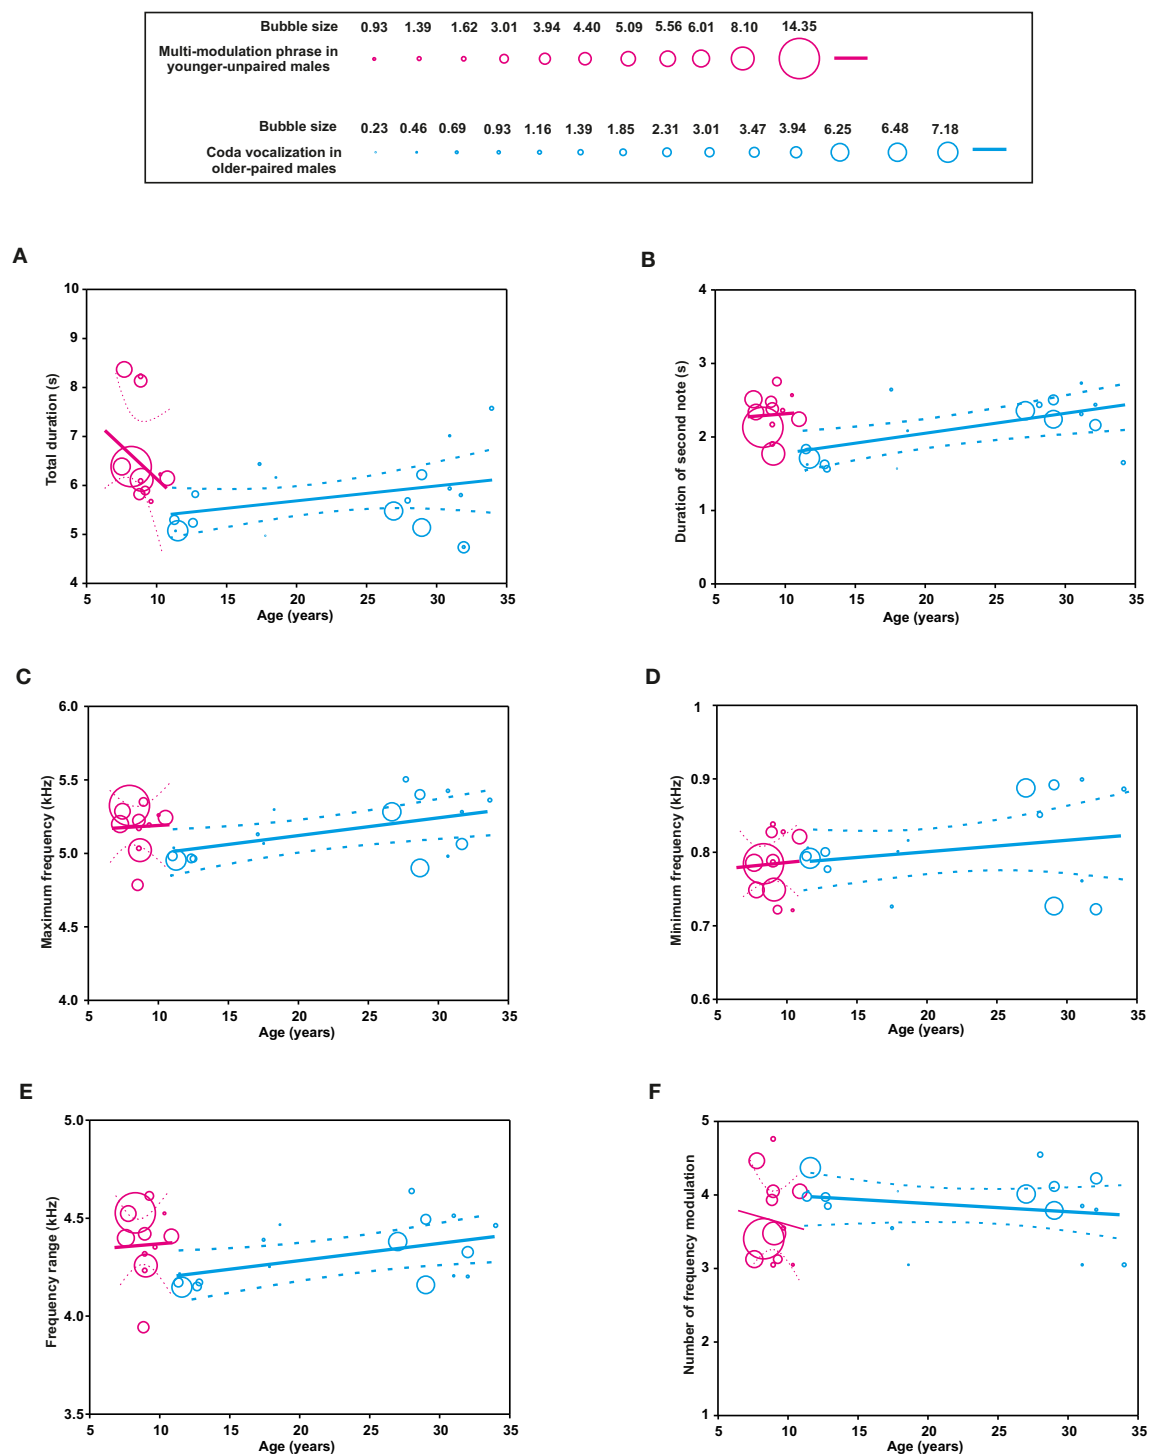 Bubble size 0.93 1.39 1.62 3.01 3.94 4.40 5.09 5.56 6.01 8.10 14.35
Multi-modulation phrase in
younger-unpaired males
Bubble size 0.23 0.46 0.69 0.93 1.16 1.39 1.85 2.31 3.01 3.47 3.94 6.25 6.48 7.18
Coda vocalization in
older-paired males
A
10
9
8
7
6
5
4
Total duration (s)
5 10 15 20 25 30 35
Age (years)
B
4
3
2
1
0
Duration of second note (s)
5 10 15 20 25 30 35
Age (years)
C
6.0
5.5
5.0
4.5
4.0
Maximum frequency (kHz)
5 10 15 20 25 30 35
Age (years)
D
1
0.9
0.8
0.7
0.6
Minimum frequency (kHz)
5 10 15 20 25 30 35
Age (years)
E
5.0
4.5
4.0
3.5
Frequency range (kHz)
5 10 15 20 25 30 35
Age (years)
F
5
4
3
2
1
Number of frequency modulation
5 10 15 20 25 30 35
Age (years)